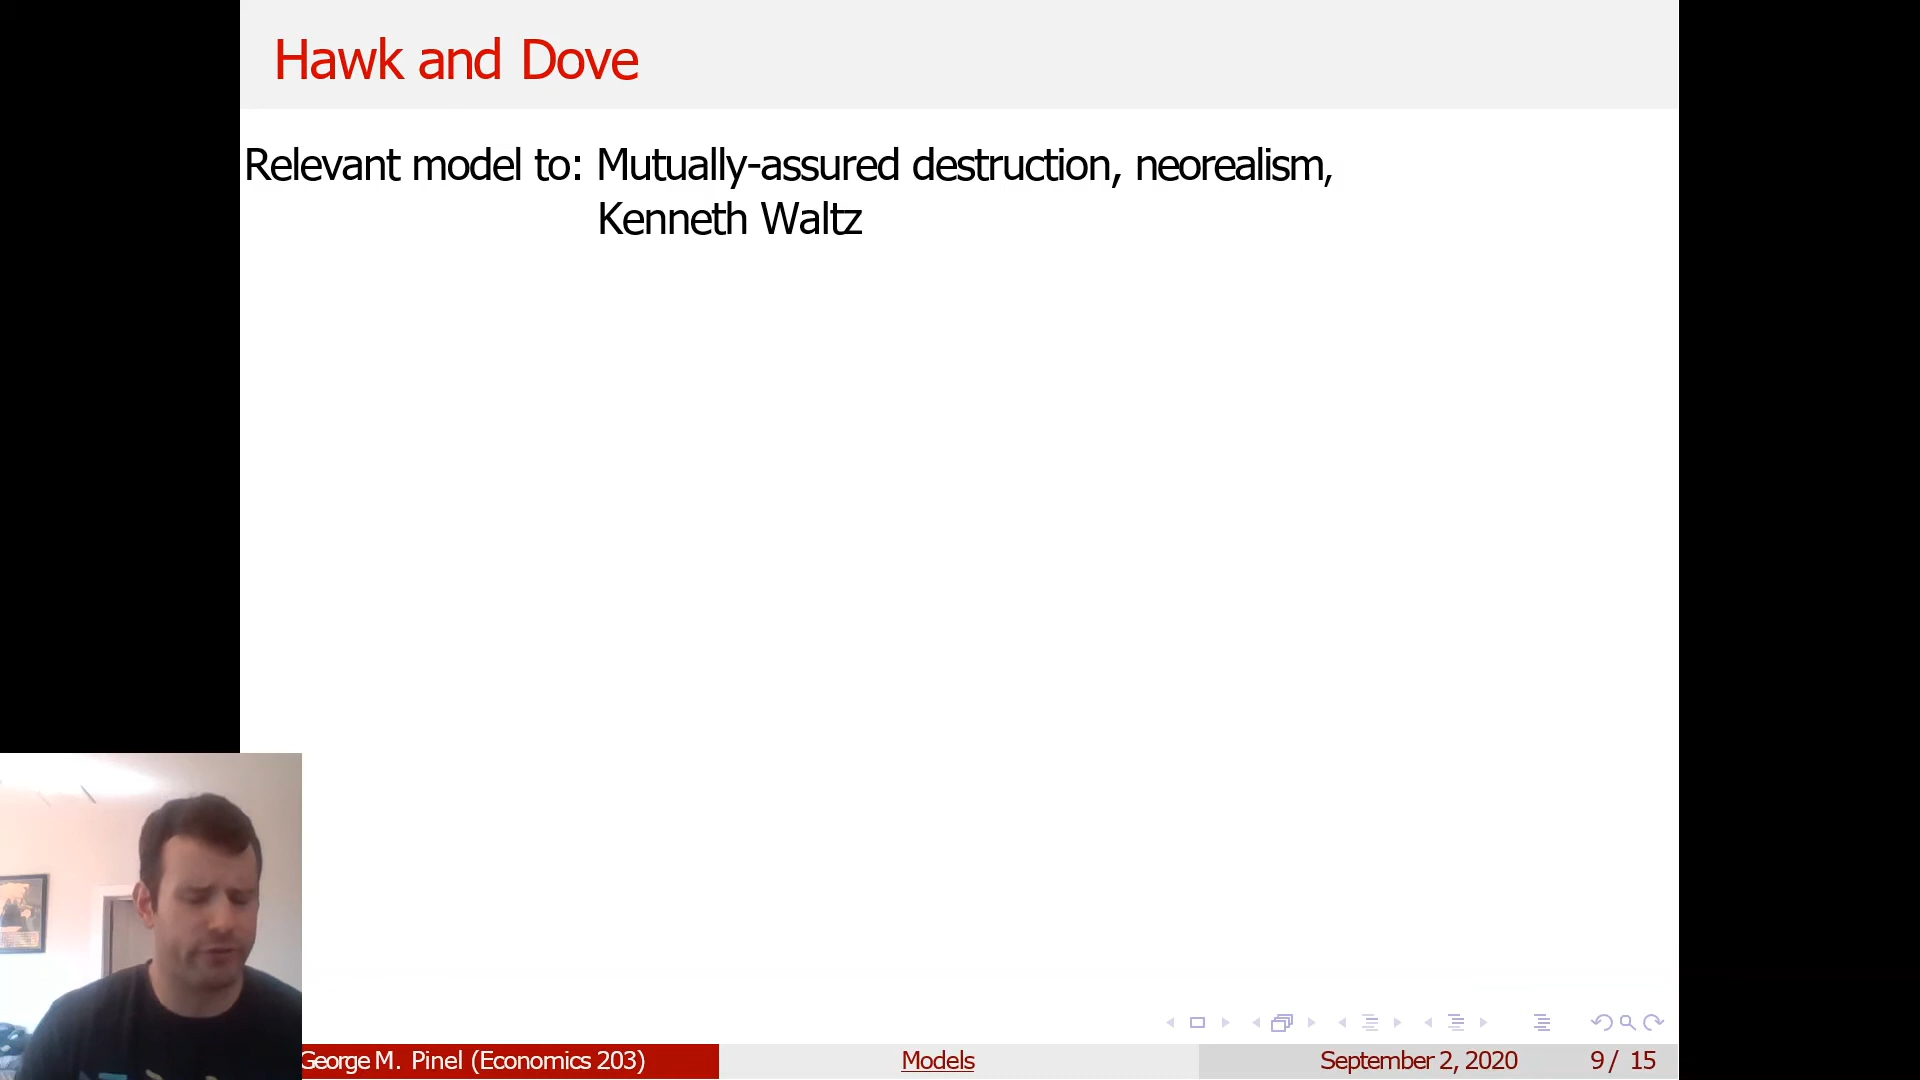 Hawk and Dove
Relevant model to: Mutually-assured destruction, neorealism,
Kenneth Waltz
George M. Pinel (Economics 203)
Models
September 2, 2020
9 / 15